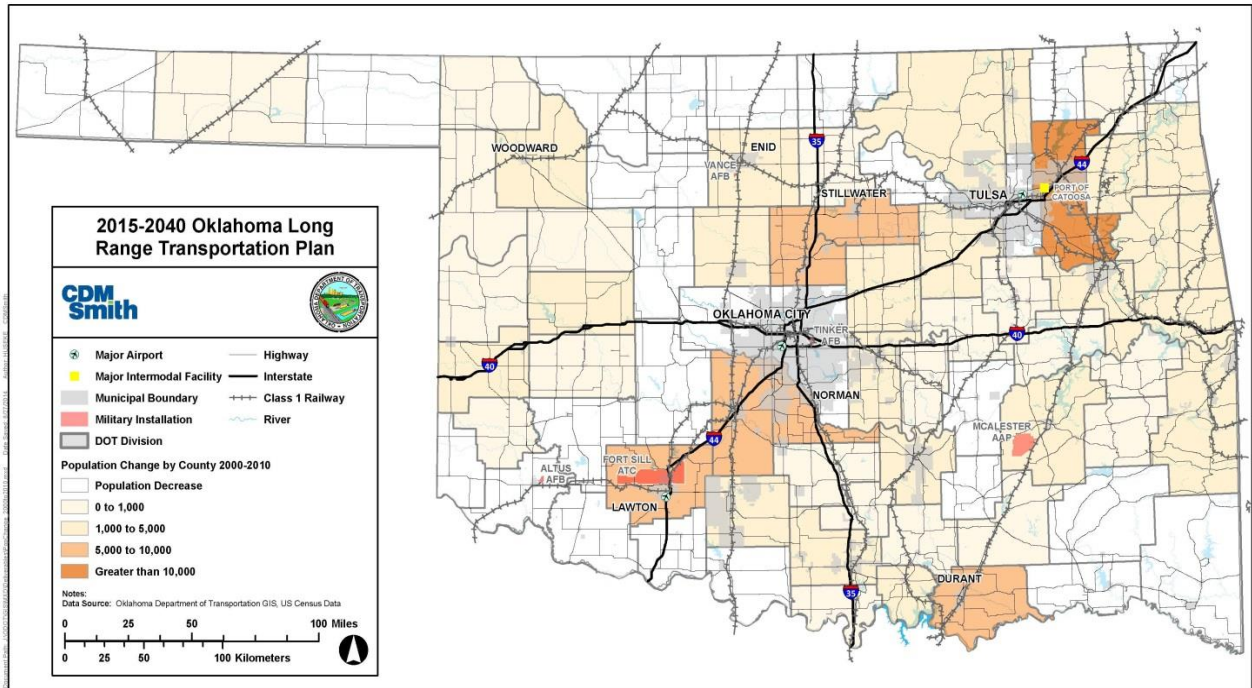 WOODWARD
ENID
VANCE
AFB
35
STILLWATER
TULSA
44
PORT OF
CATOOSA
2015-2040 Oklahoma Long
Range Transportation Plan
CDM
Smith
OKLAHOMA DEPARTMENT OF TRANSPORTATION
Major Airport
Highway
Major Intermodal Facility
Interstate
Municipal Boundary
Class 1 Railway
Military Installation
River
DOT Division
Population Change by County 2000-2010
Population Decrease
0 to 1,000
1,000 to 5,000
5,000 to 10,000
Greater than 10,000
Notes:
Data Source: Oklahoma Department of Transportation GIS, US Census Data
0 25 50 100 Miles
0 25 50 100 Kilometers
OKLAHOMA CITY
TINKER
AFB
40
40
NORMAN
44
MCALESTER
AAP
FORT SILL
ATC
ALTUS
AFB
LAWTON
DURANT
35